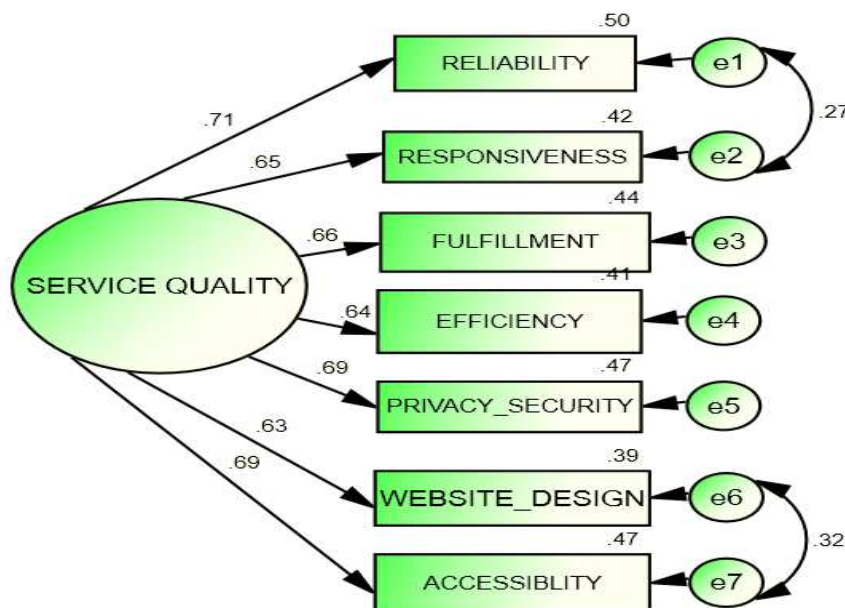 .50
RELIABILITY
e1
.71
.27
.42
RESPONSIVENESS
e2
.65
.44
FULFILLMENT
e3
.66
SERVICE QUALITY
.41
EFFICIENCY
e4
.64
.47
PRIVACY_SECURITY
e5
.69
.63
.39
WEBSITE_DESIGN
e6
.69
.32
.47
ACCESSIBLITY
e7